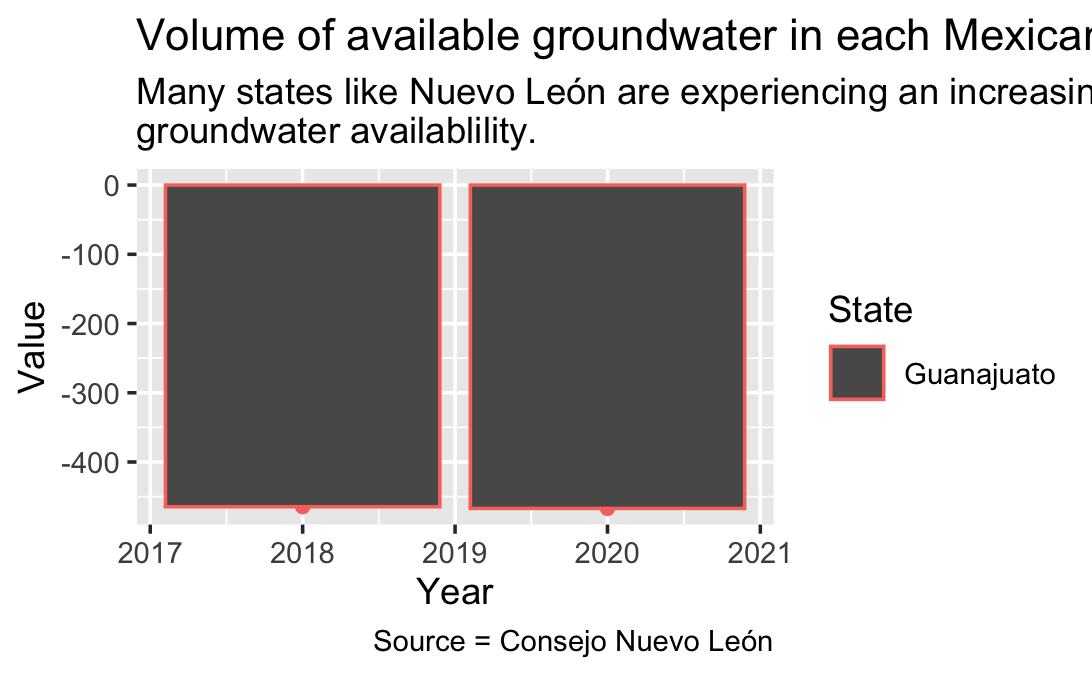 Volume of available groundwater in each Mexican
Many states like Nuevo León are experiencing an increasin
groundwater availablility.
0
-100
-200
-300
-400
Value
State
Guanajuato
2017 2018 2019 2020 2021
Year
Source = Consejo Nuevo León